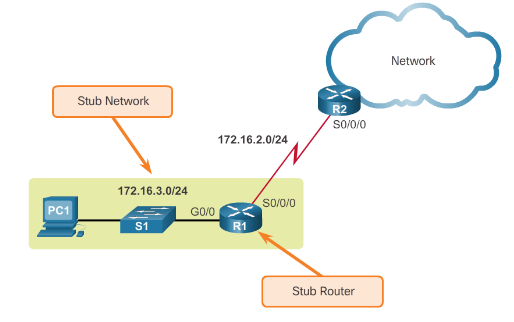 Network
R2
S0/0/0
Stub Network
172.16.2.0/24
172.16.3.0/24
PC1
S1
G0/0
R1
S0/0/0
Stub Router